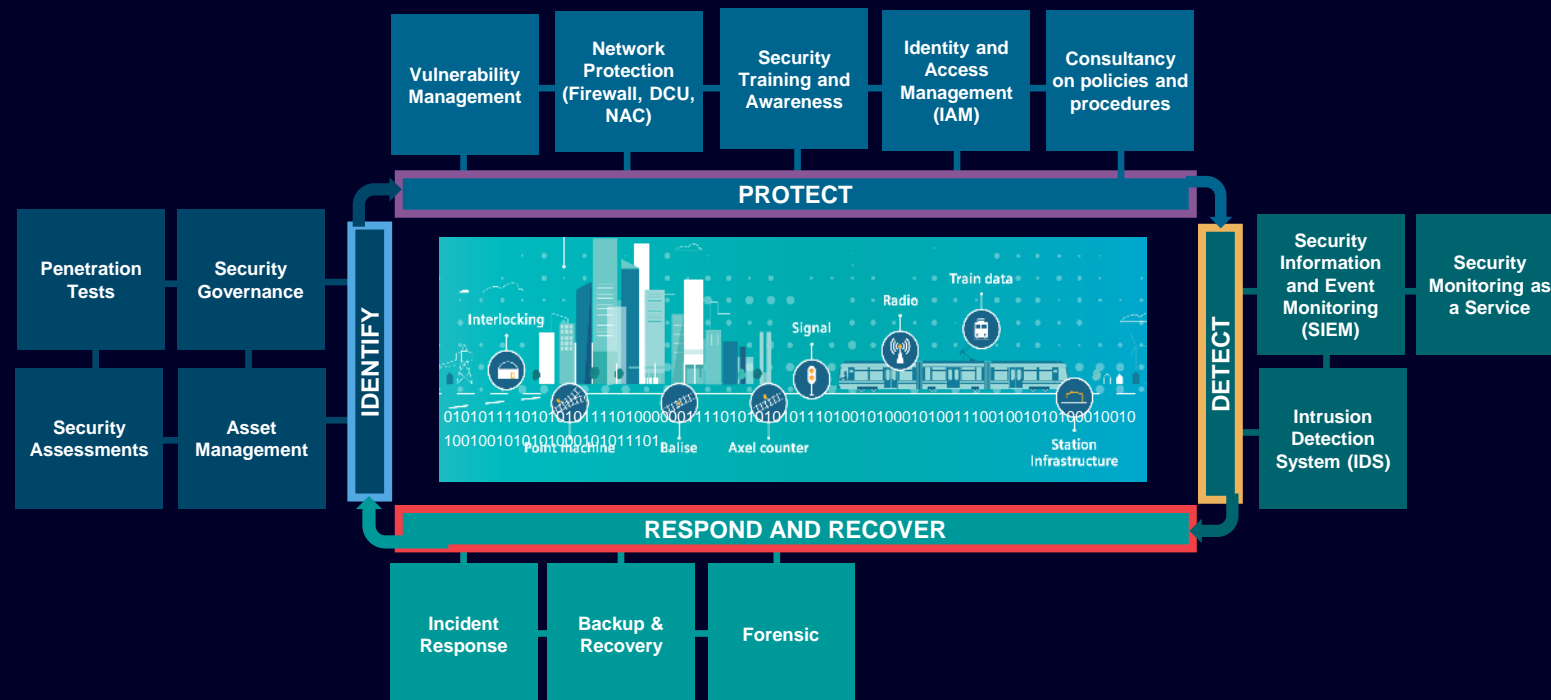 Vulnerability
Management
Network
Protection
(Firewall, DCU,
NAC)
Security
Training and
Awareness
Identity and
Access
Management
(IAM)
Consultancy
on policies and
procedures
PROTECT
Penetration
Tests
Security
Governance
Security
Assessments
Asset
Management
IDENTIFY
Interlocking
Signal
Radio
Train data
Point machine
Balise
Axel counter
Station
Infrastructure
DETECT
Security
Information
and Event
Monitoring
(SIEM)
Security
Monitoring as
a Service
Intrusion
Detection
System (IDS)
RESPOND AND RECOVER
Incident
Response
Backup &
Recovery
Forensic